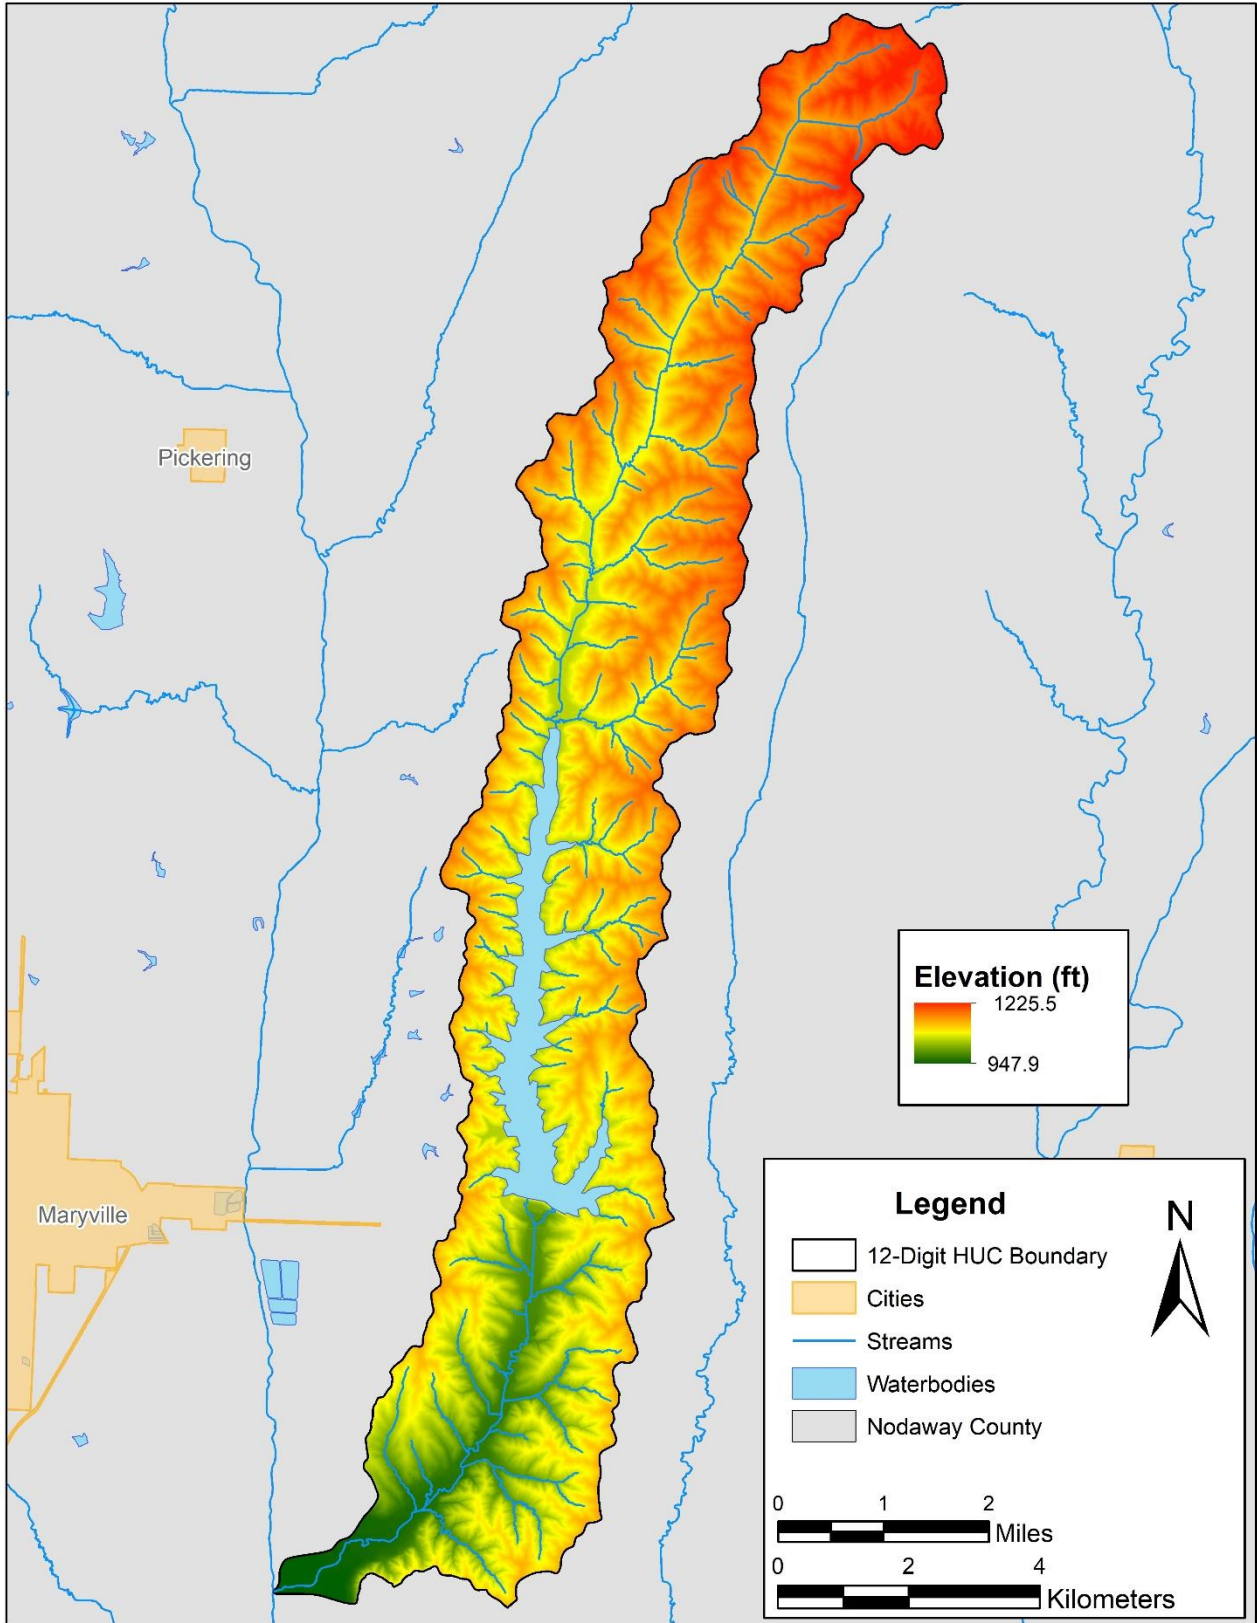 Pickering
Elevation (ft)
1225.5
947.9
Maryville
Legend
12-Digit HUC Boundary
Cities
Streams
Waterbodies
Nodaway County
N
0 1 2
Miles
0 2 4
Kilometers